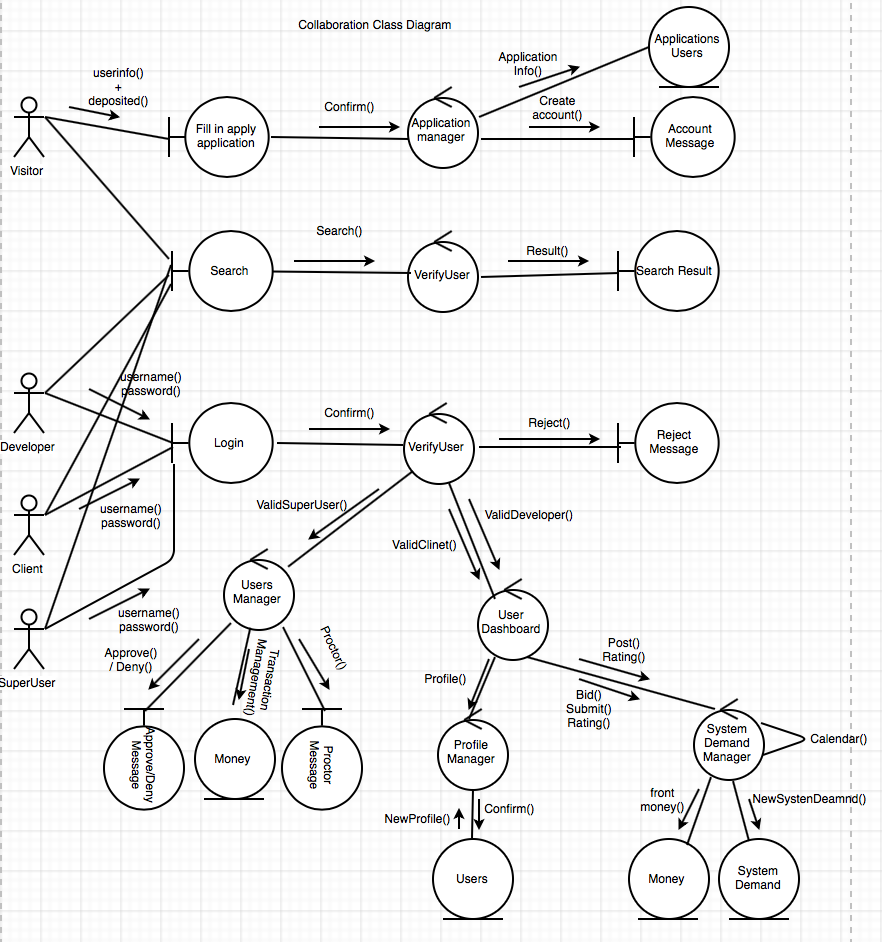 Collaboration Class Diagram
Applications
Users
Application
Info()
userinfo()
+
deposited()
Visitor
Fill in apply
application
Confirm()
Application
manager
Create
account()
Account
Message
Search
Search()
VerifyUser
Result()
Search Result
Developer
username()
password()
Login
Confirm()
VerifyUser
Reject()
Reject
Message
Client
username()
password()
ValidSuperUser()
ValidClinet()
ValidDeveloper()
SuperUser
username()
password()
Users
Manager
User
Dashboard
Approve()
/ Deny()
Transaction
Management()
Proctor()
Profile()
Post()
Rating()
Bid()
Submit()
Rating()
Approve/Deny
Message
Money
Proctor
Message
Profile
Manager
System
Demand
Manager
Calendar()
NewProfile()
Confirm()
front
money()
NewSystenDeamnd()
Users
Money
System
Demand